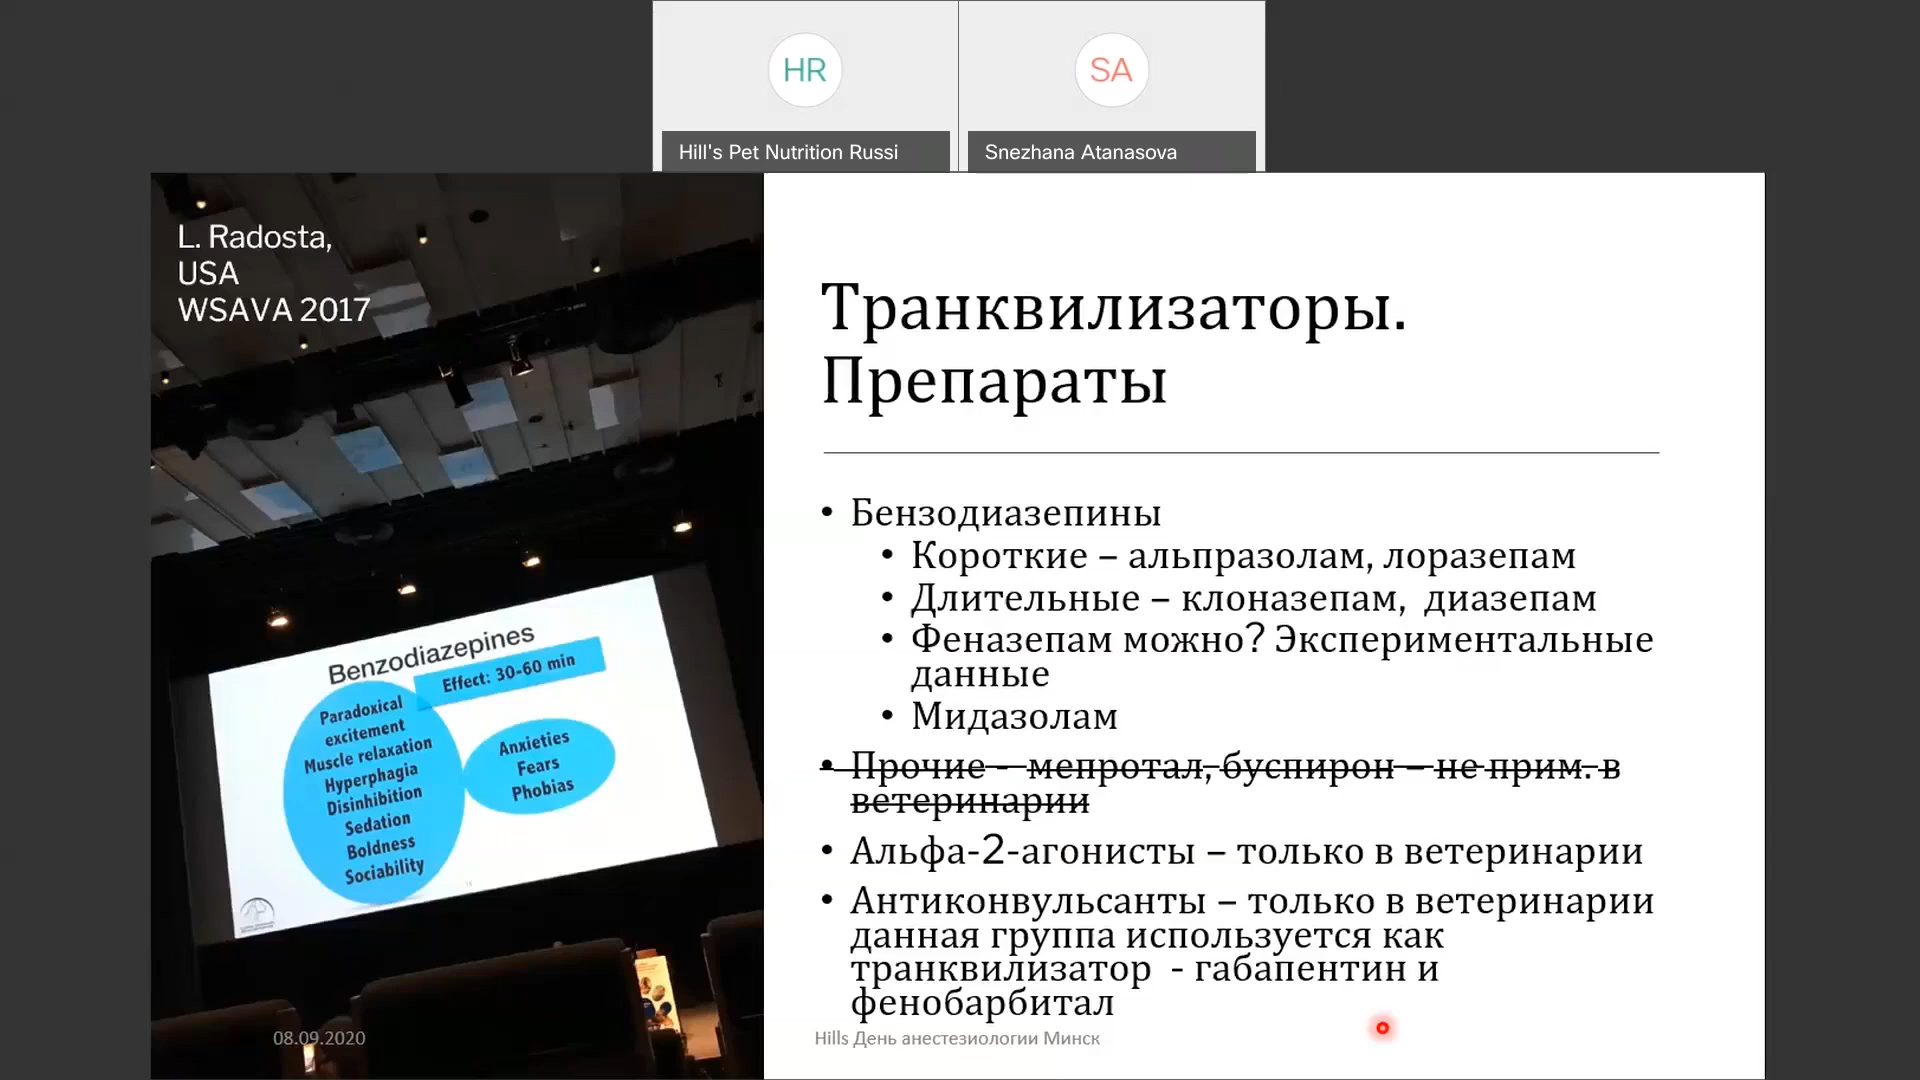 HR
SA
Hill's Pet Nutrition Russi
Snezhana Atanasova
L. Radosta,
USA
WSAVA 2017
Benzodiazepines
Effect: 30-60 min
Paradoxical
excitement
Muscle relaxation
Hyperphagia
Disinhibition
Sedation
Boldness
Sociability
Anxieties
Fears
Phobias
08.09.2020
Транквилизаторы.
Препараты
• Бензодиазепины
• Короткие – альпразолам, лоразепам
• Длительные – клоназепам, диазепам
• Феназепам можно? Экспериментальные
данные
• Мидазолам
• Прочие - мепротал, буспирон – не прим. в
ветеринарии
• Альфа-2-агонисты – только в ветеринарии
• Антиконвульсанты – только в ветеринарии
данная группа используется как
транквилизатор - габапентин и
фенобарбитал
Hills День анестезиологии Минск